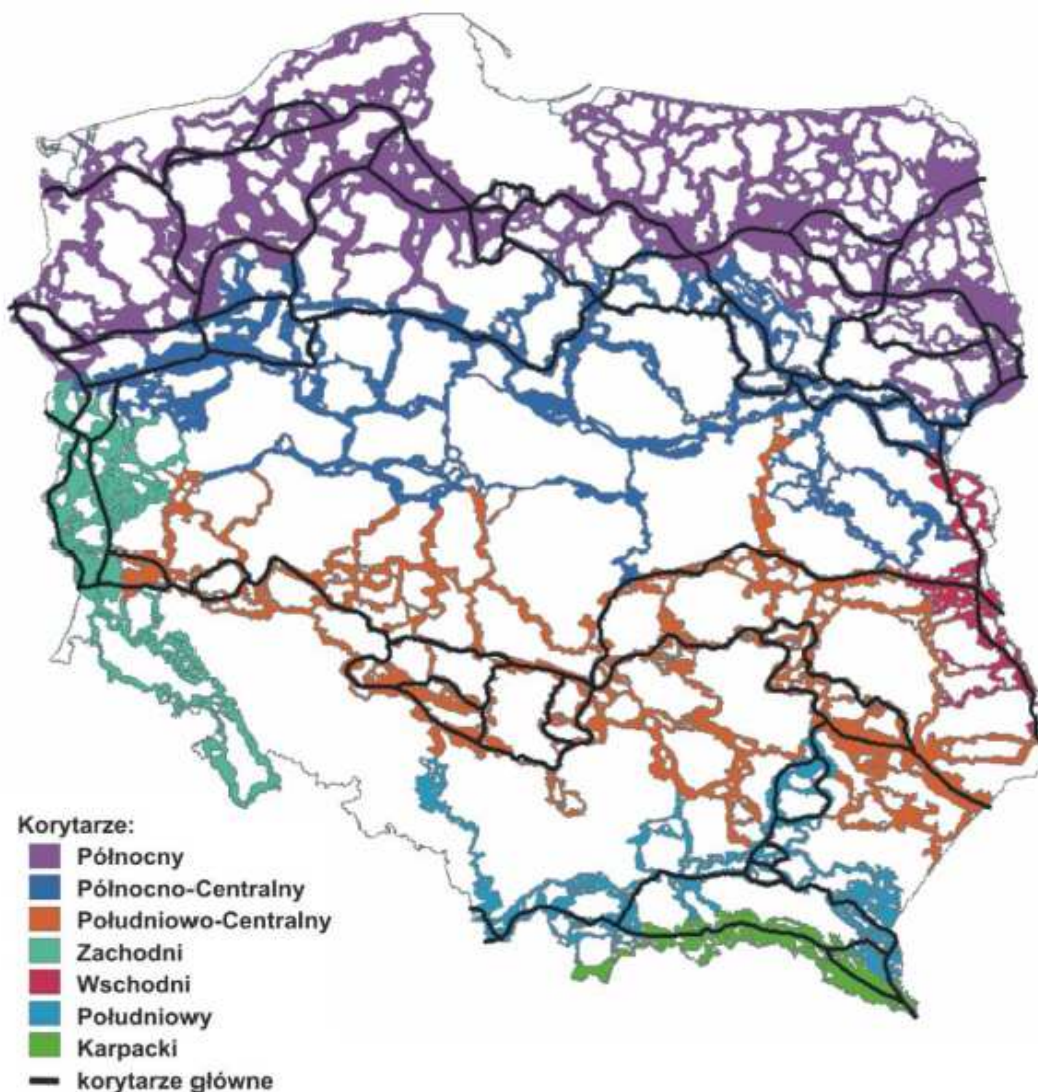 Korytarze:
Północny
Północno-Centralny
Południowo-Centralny
Zachodni
Wschodni
Południowy
Karpacki
korytarze główne